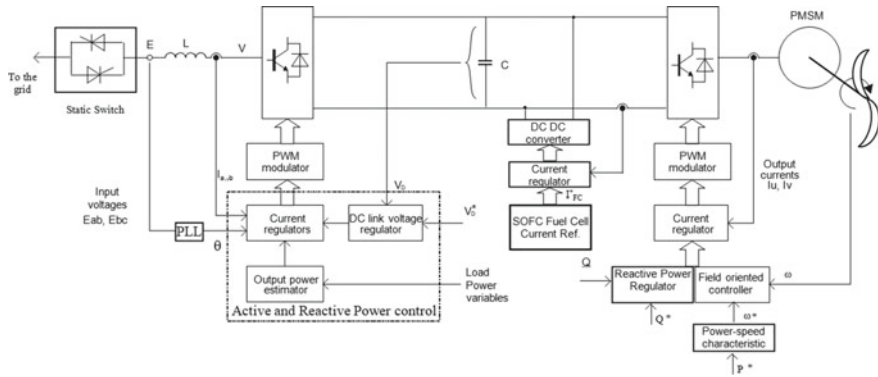 PMSM
E
L
V
C
To the
grid
Static Switch
DC DC
converter
PWM
modulator
PWM
modulator
Current
regulator
Output
currents
Iu, Iv
Ia,b
VD
I*FC
Input
voltages
Eab, Ebc
PLL
θ
Current
regulators
DC link voltage
regulator
VD*
SOFC Fuel Cell
Current Ref.
Current
regulator
Output power
estimator
Load
Power
variables
Active and Reactive Power control
Q
Reactive Power
Regulator
Field oriented
controller
ω
Q*
ω*
Power-speed
characteristic
P*